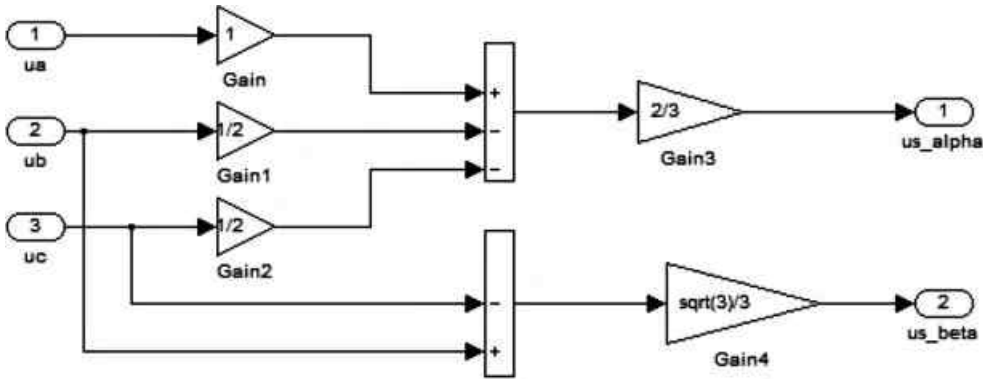 1
ua
1
Gain
2
ub
1/2
Gain1
3
uc
1/2
Gain2
+
−
−
2/3
Gain3
1
us_alpha
−
+
sqrt(3)/3
Gain4
2
us_beta